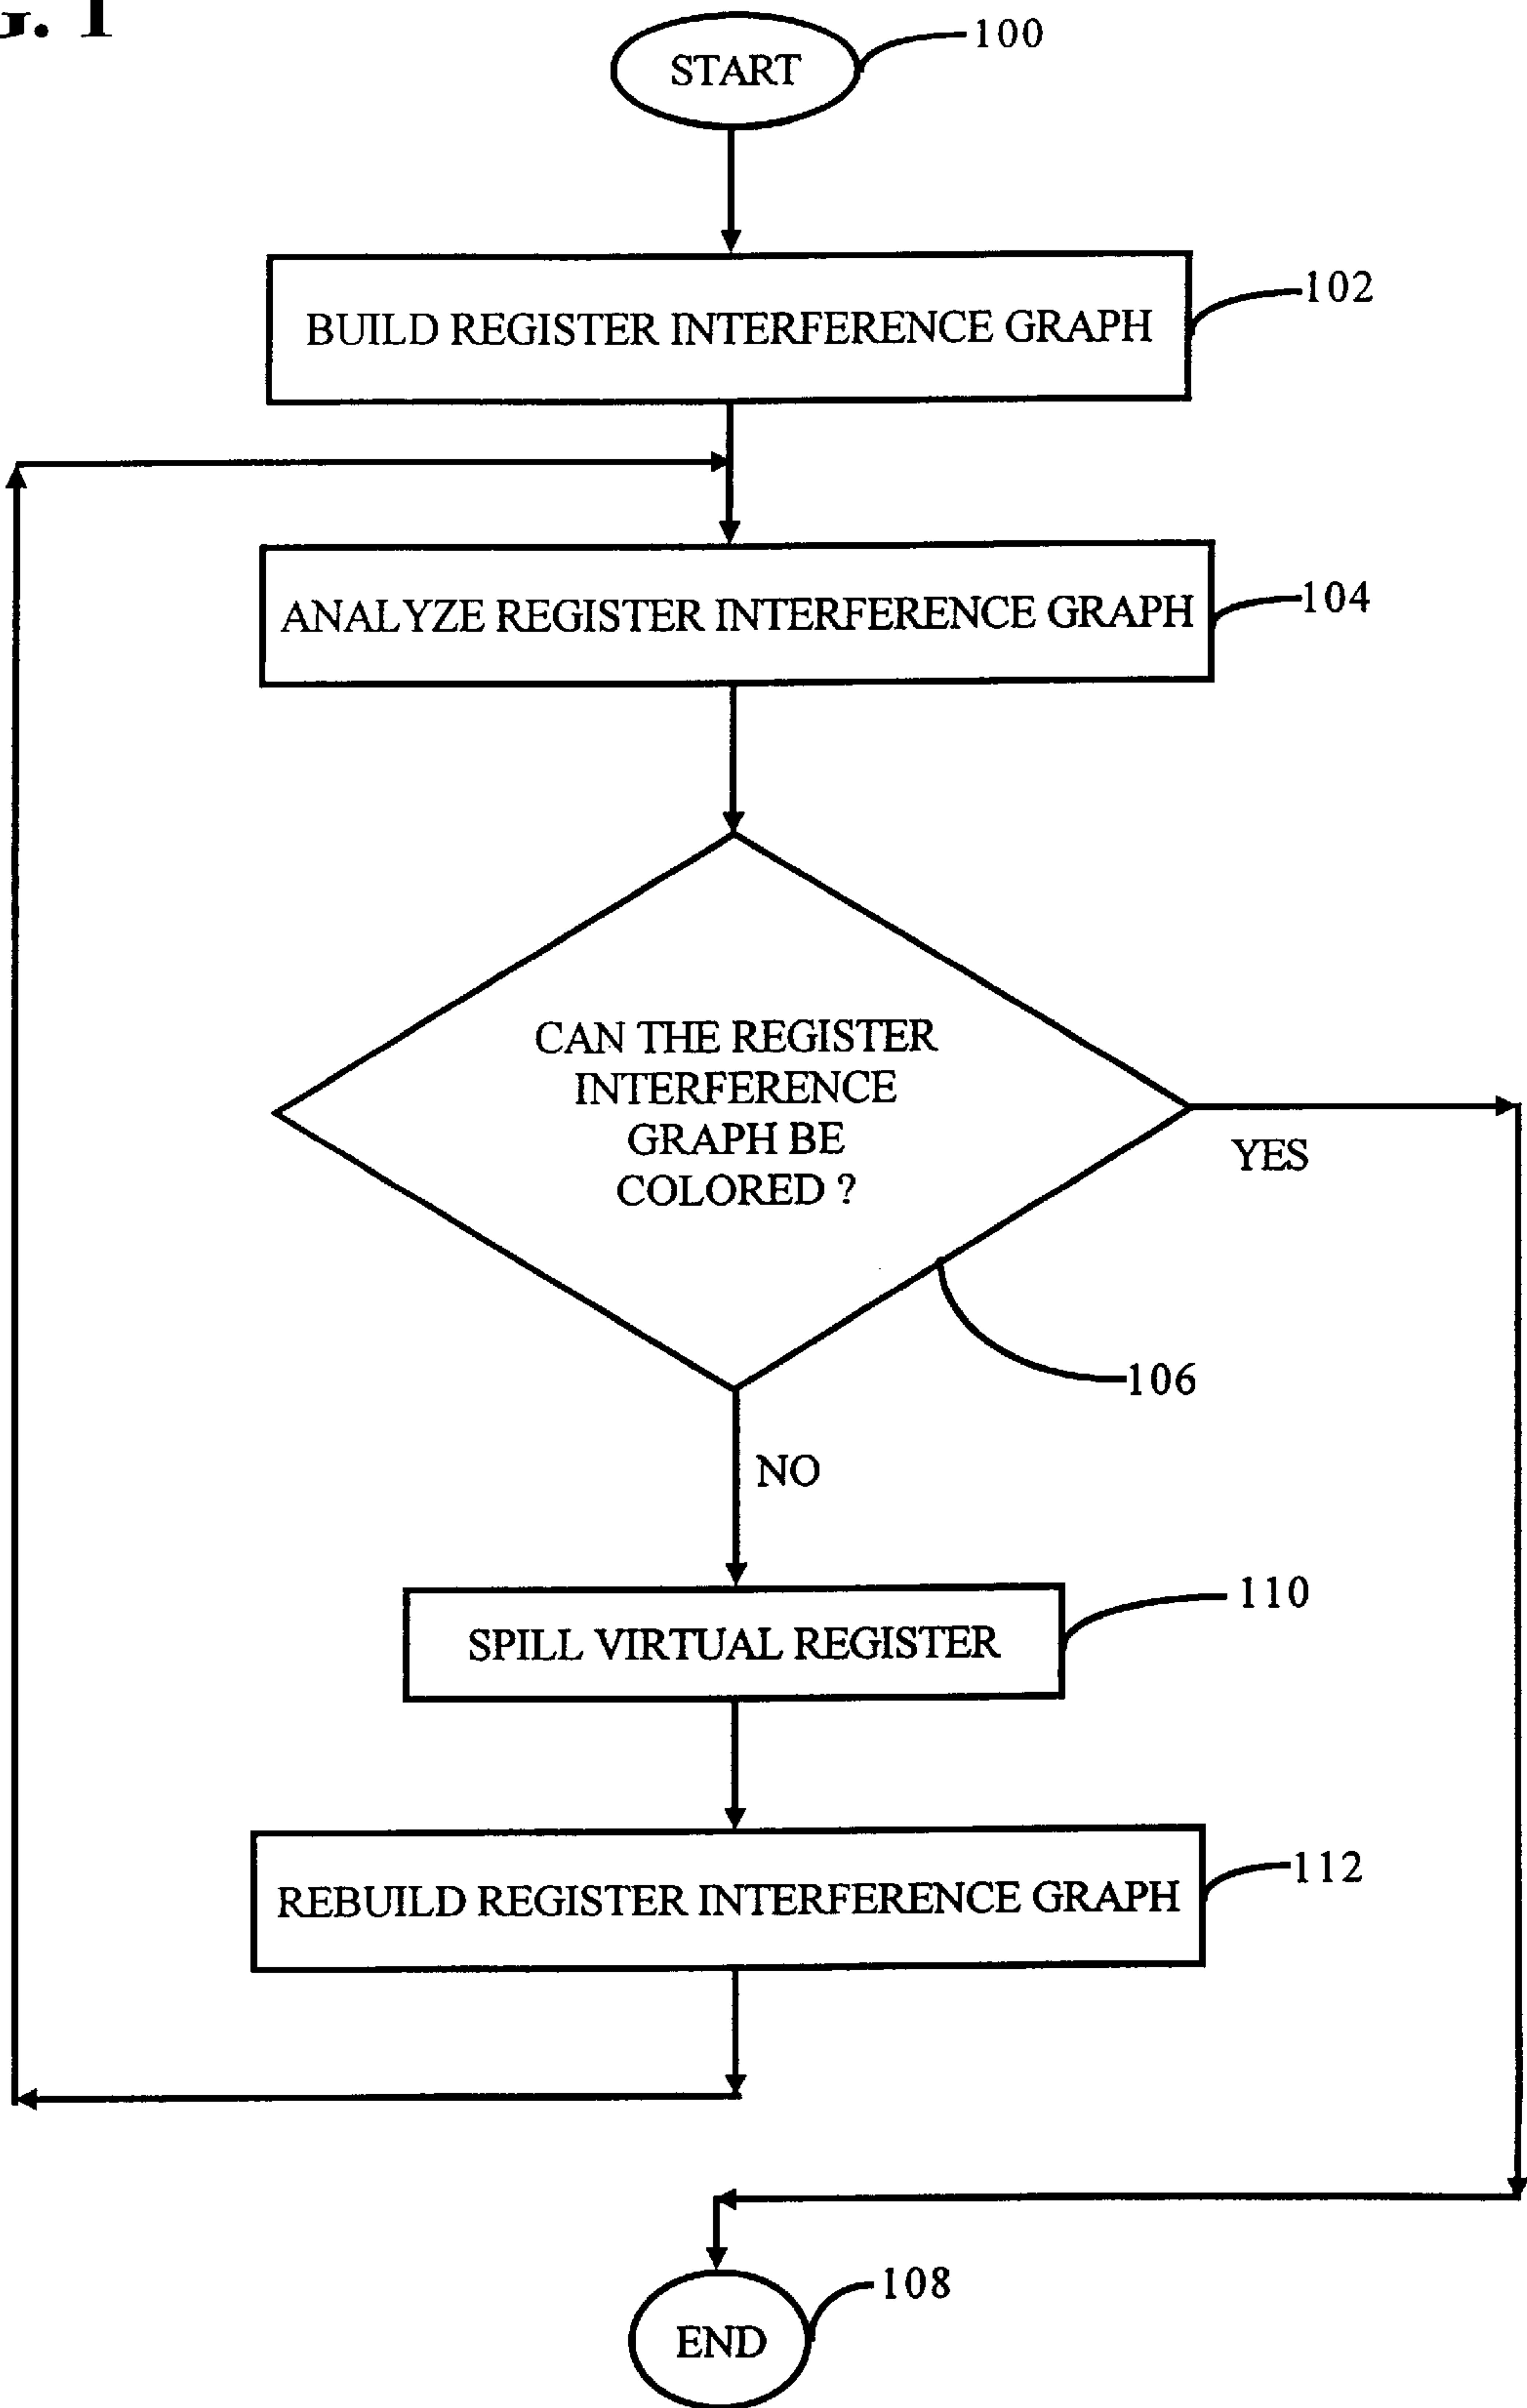 . 1
START
100
BUILD REGISTER INTERFERENCE GRAPH
102
ANALYZE REGISTER INTERFERENCE GRAPH
104
CAN THE REGISTER
INTERFERENCE
GRAPH BE
COLORED ?
YES
106
NO
SPILL VIRTUAL REGISTER
110
REBUILD REGISTER INTERFERENCE GRAPH
112
END
108